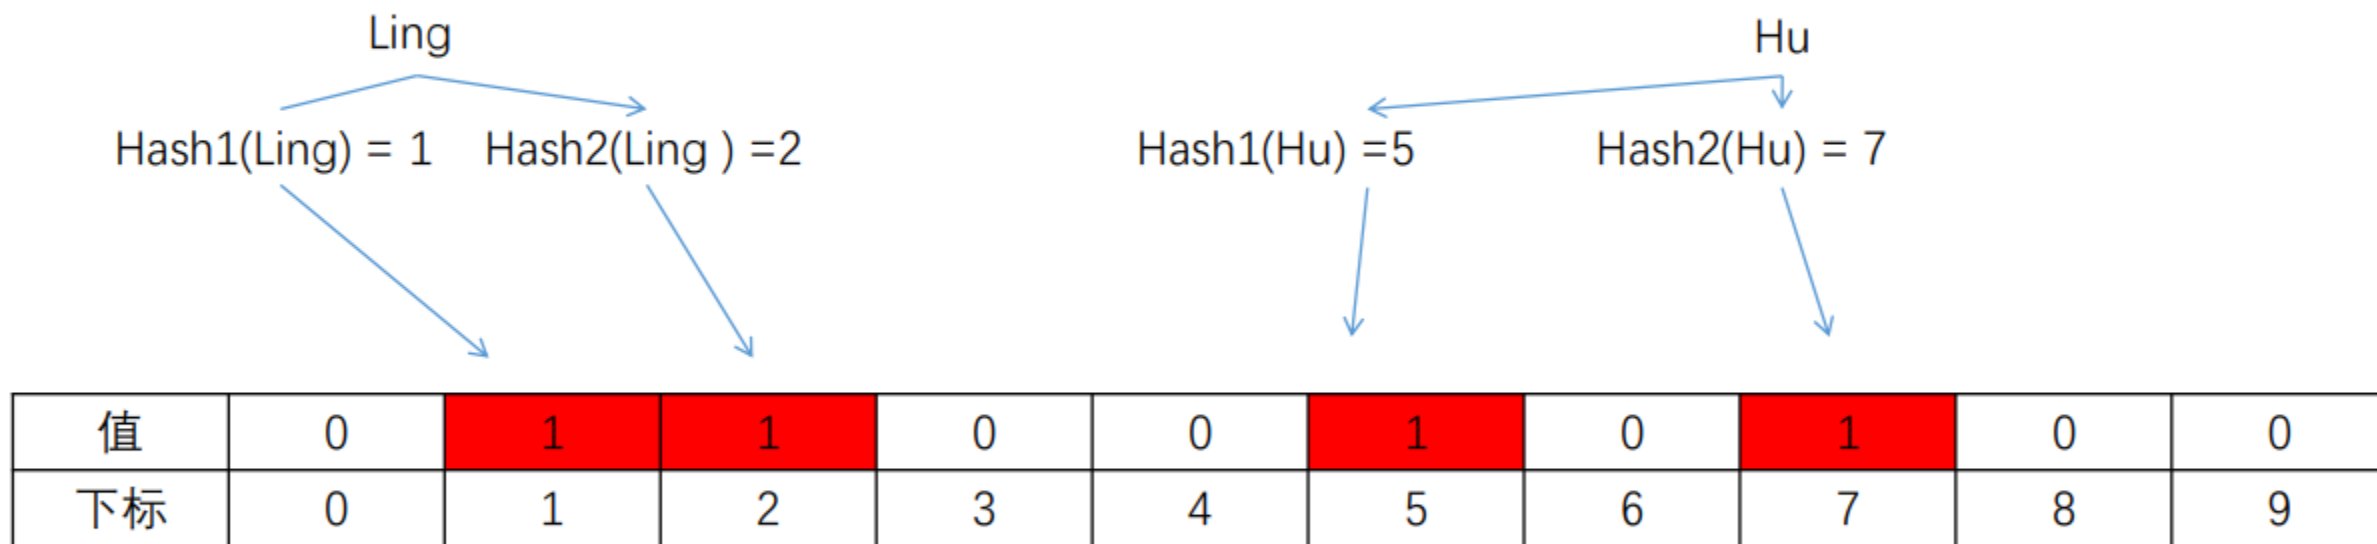 Ling Hu
Hash1(Ling) = 1 Hash2(Ling ) =2 Hash1(Hu) =5 Hash2(Hu) = 7
值 0 1 1 0 0 1 0 1 0 0
下标 0 1 2 3 4 5 6 7 8 9